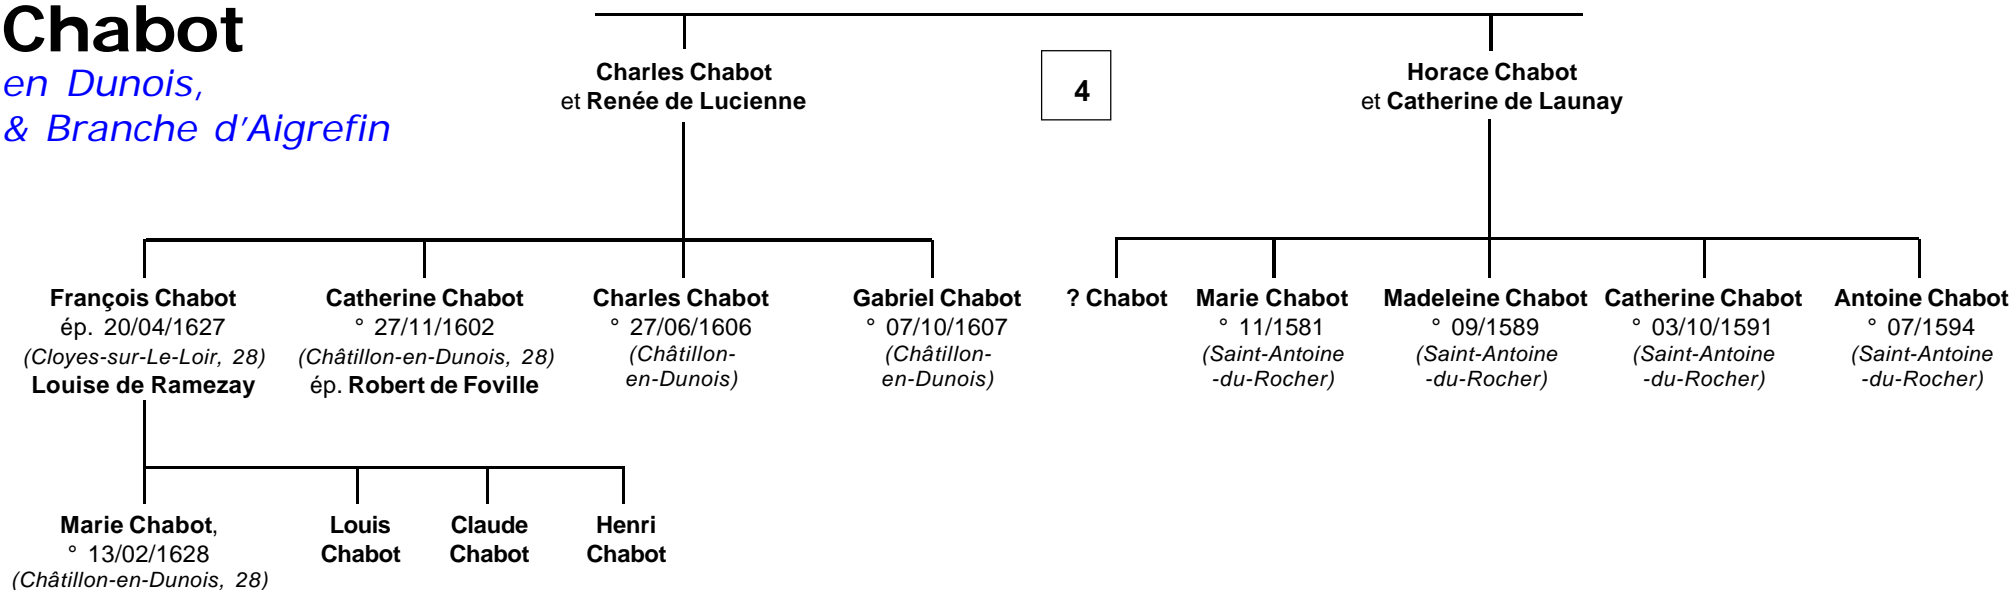 Chabot
en Dunois,
& Branche d'Aigrefin
Charles Chabot
et Renée de Lucienne
4
Horace Chabot
et Catherine de Launay
François Chabot
ép. 20/04/1627
(Cloyes-sur-Le-Loir, 28)
Louise de Ramezay
Catherine Chabot
° 27/11/1602
(Châtillon-en-Dunois, 28)
ép. Robert de Foville
Charles Chabot
° 27/06/1606
(Châtillon-
en-Dunois)
Gabriel Chabot
° 07/10/1607
(Châtillon-
en-Dunois)
? Chabot
Marie Chabot
° 11/1581
(Saint-Antoine
-du-Rocher)
Madeleine Chabot
° 09/1589
(Saint-Antoine
-du-Rocher)
Catherine Chabot
° 03/10/1591
(Saint-Antoine
-du-Rocher)
Antoine Chabot
° 07/1594
(Saint-Antoine
-du-Rocher)
Marie Chabot,
° 13/02/1628
(Châtillon-en-Dunois, 28)
Louis
Chabot
Claude
Chabot
Henri
Chabot